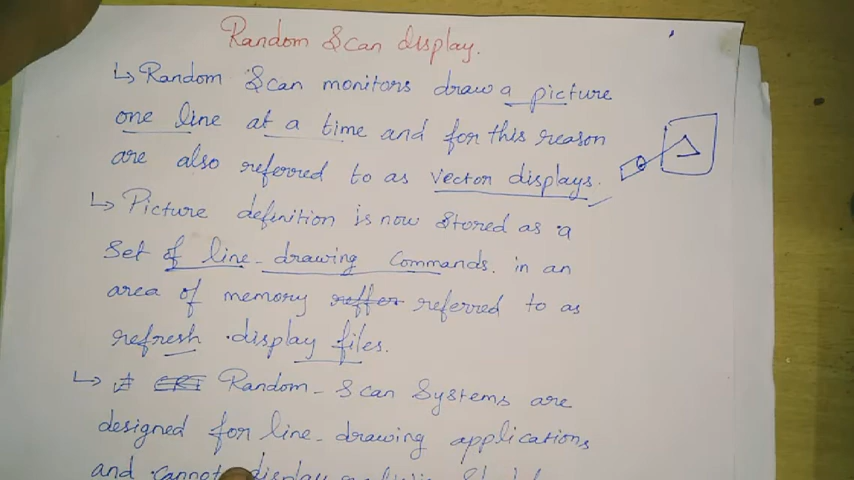 Random Scan display.
↳ Random Scan monitors draw a picture
one line at a time and for this reason
are also referred to as vector displays.
↳ Picture definition is now stored as a
Set of line-drawing Commands. in an
area of memory reffer referred to as
refresh display files.
↳ Random-Scan Systems are
designed for line-drawing applications
and cannot display